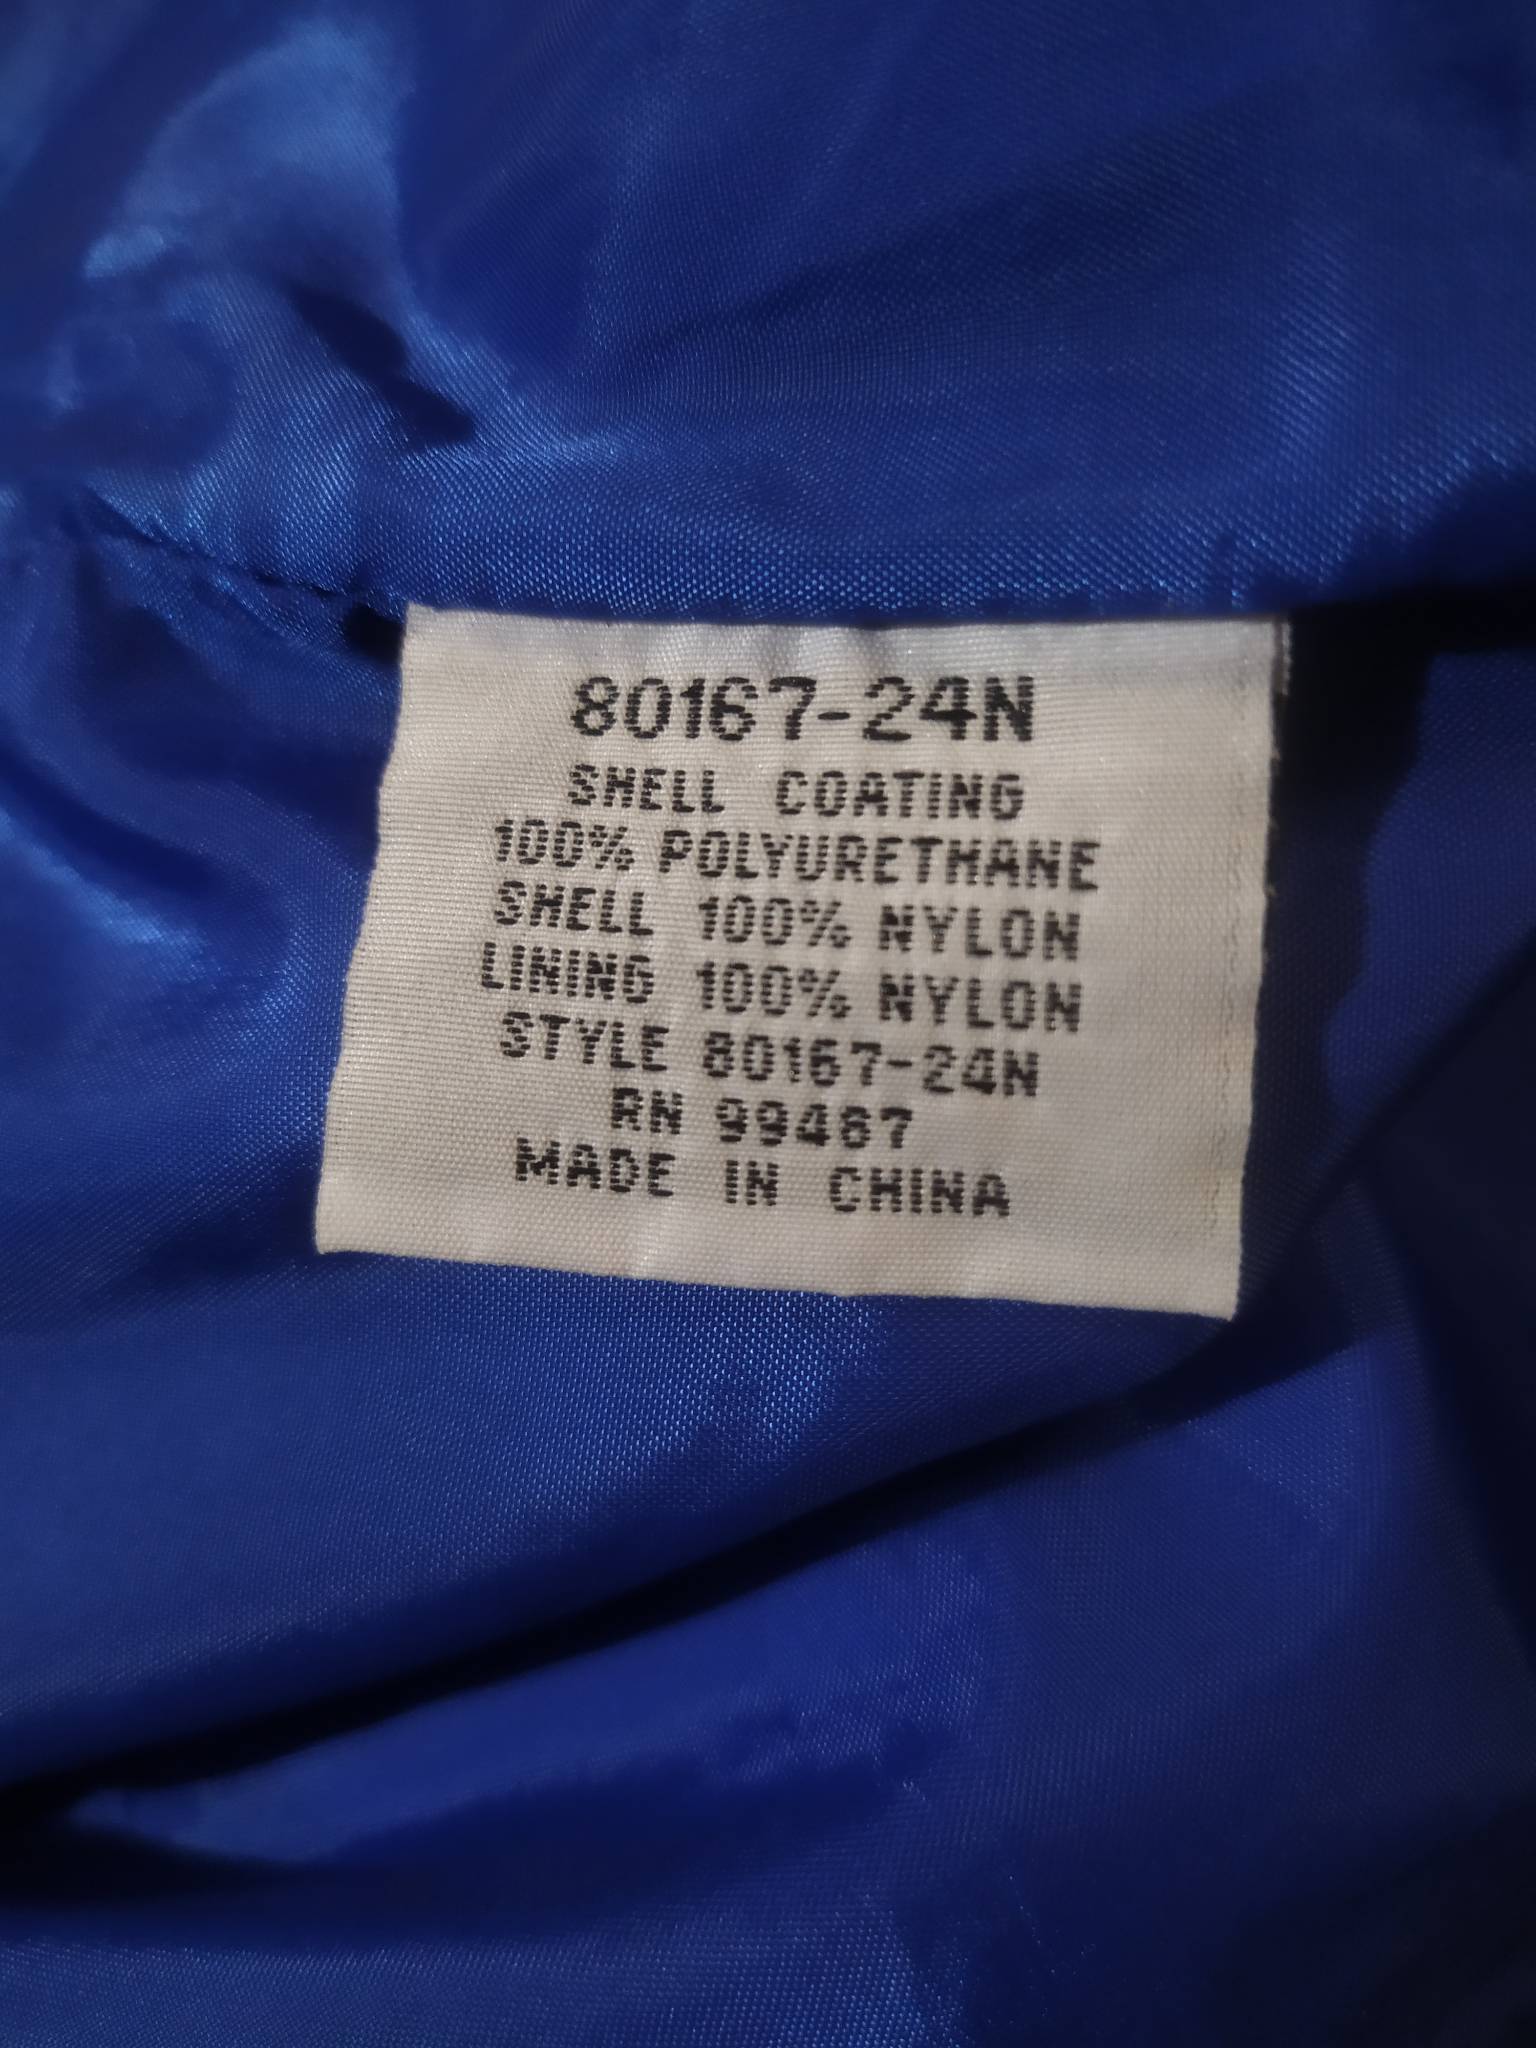 80167-24N
SHELL COATING
100% POLYURETHANE
SHELL 100% NYLON
LINING 100% NYLON
STYLE 80167-24N
RN 99467
MADE IN CHINA